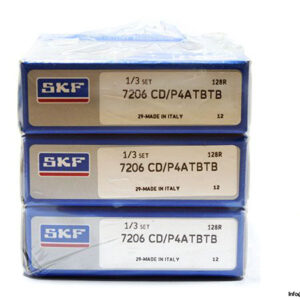 SKF
1/3 SET 128R
7206 CD/P4ATBTB
29-MADE IN ITALY 12
SKF
1/3 SET 128R
7206 CD/P4ATBTB
29-MADE IN ITALY 12
SKF
1/3 SET 128R
7206 CD/P4ATBTB
29-MADE IN ITALY 12